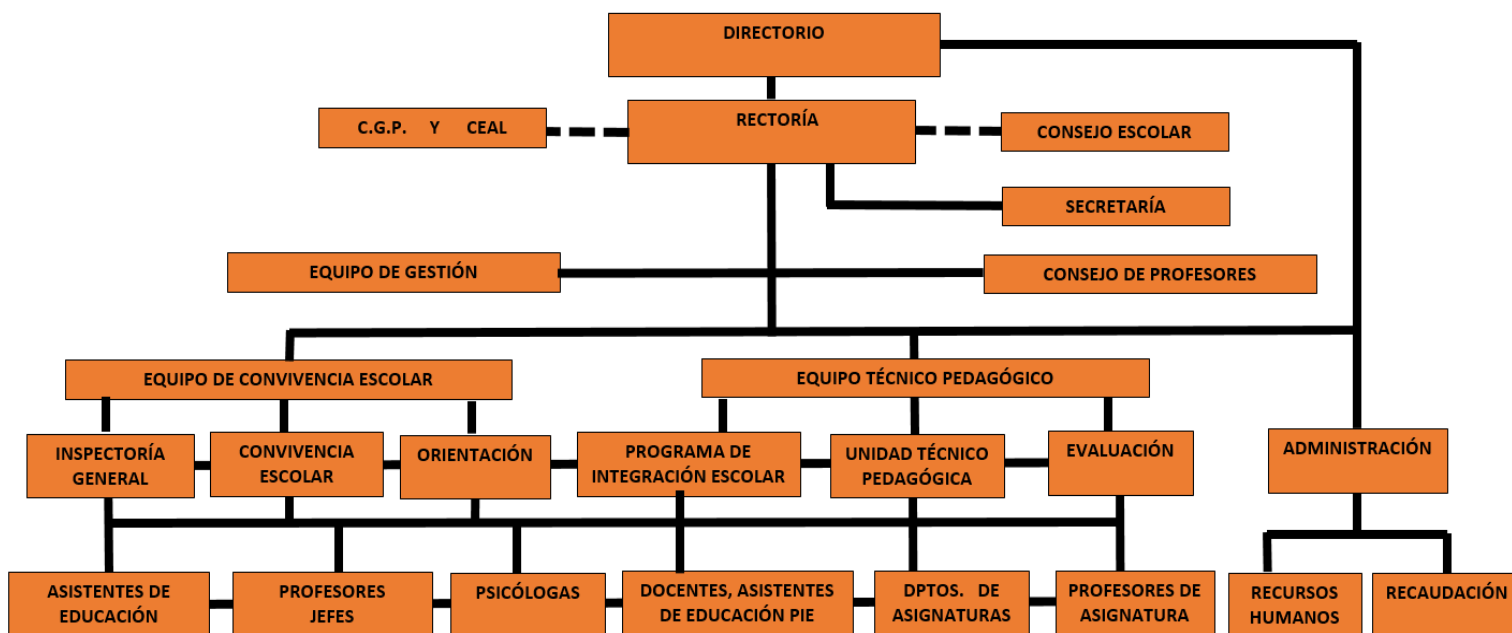 DIRECTORIO
C.G.P. Y CEAL
RECTORÍA
CONSEJO ESCOLAR
SECRETARÍA
EQUIPO DE GESTIÓN
CONSEJO DE PROFESORES
EQUIPO DE CONVIVENCIA ESCOLAR
EQUIPO TÉCNICO PEDAGÓGICO
INSPECTORÍA
GENERAL
CONVIVENCIA
ESCOLAR
ORIENTACIÓN
PROGRAMA DE
INTEGRACIÓN ESCOLAR
UNIDAD TÉCNICO
PEDAGÓGICA
EVALUACIÓN
ADMINISTRACIÓN
ASISTENTES DE
EDUCACIÓN
PROFESORES
JEFES
PSICÓLOGAS
DOCENTES, ASISTENTES
DE EDUCACIÓN PIE
DPTOS. DE
ASIGNATURAS
PROFESORES DE
ASIGNATURA
RECURSOS
HUMANOS
RECAUDACIÓN